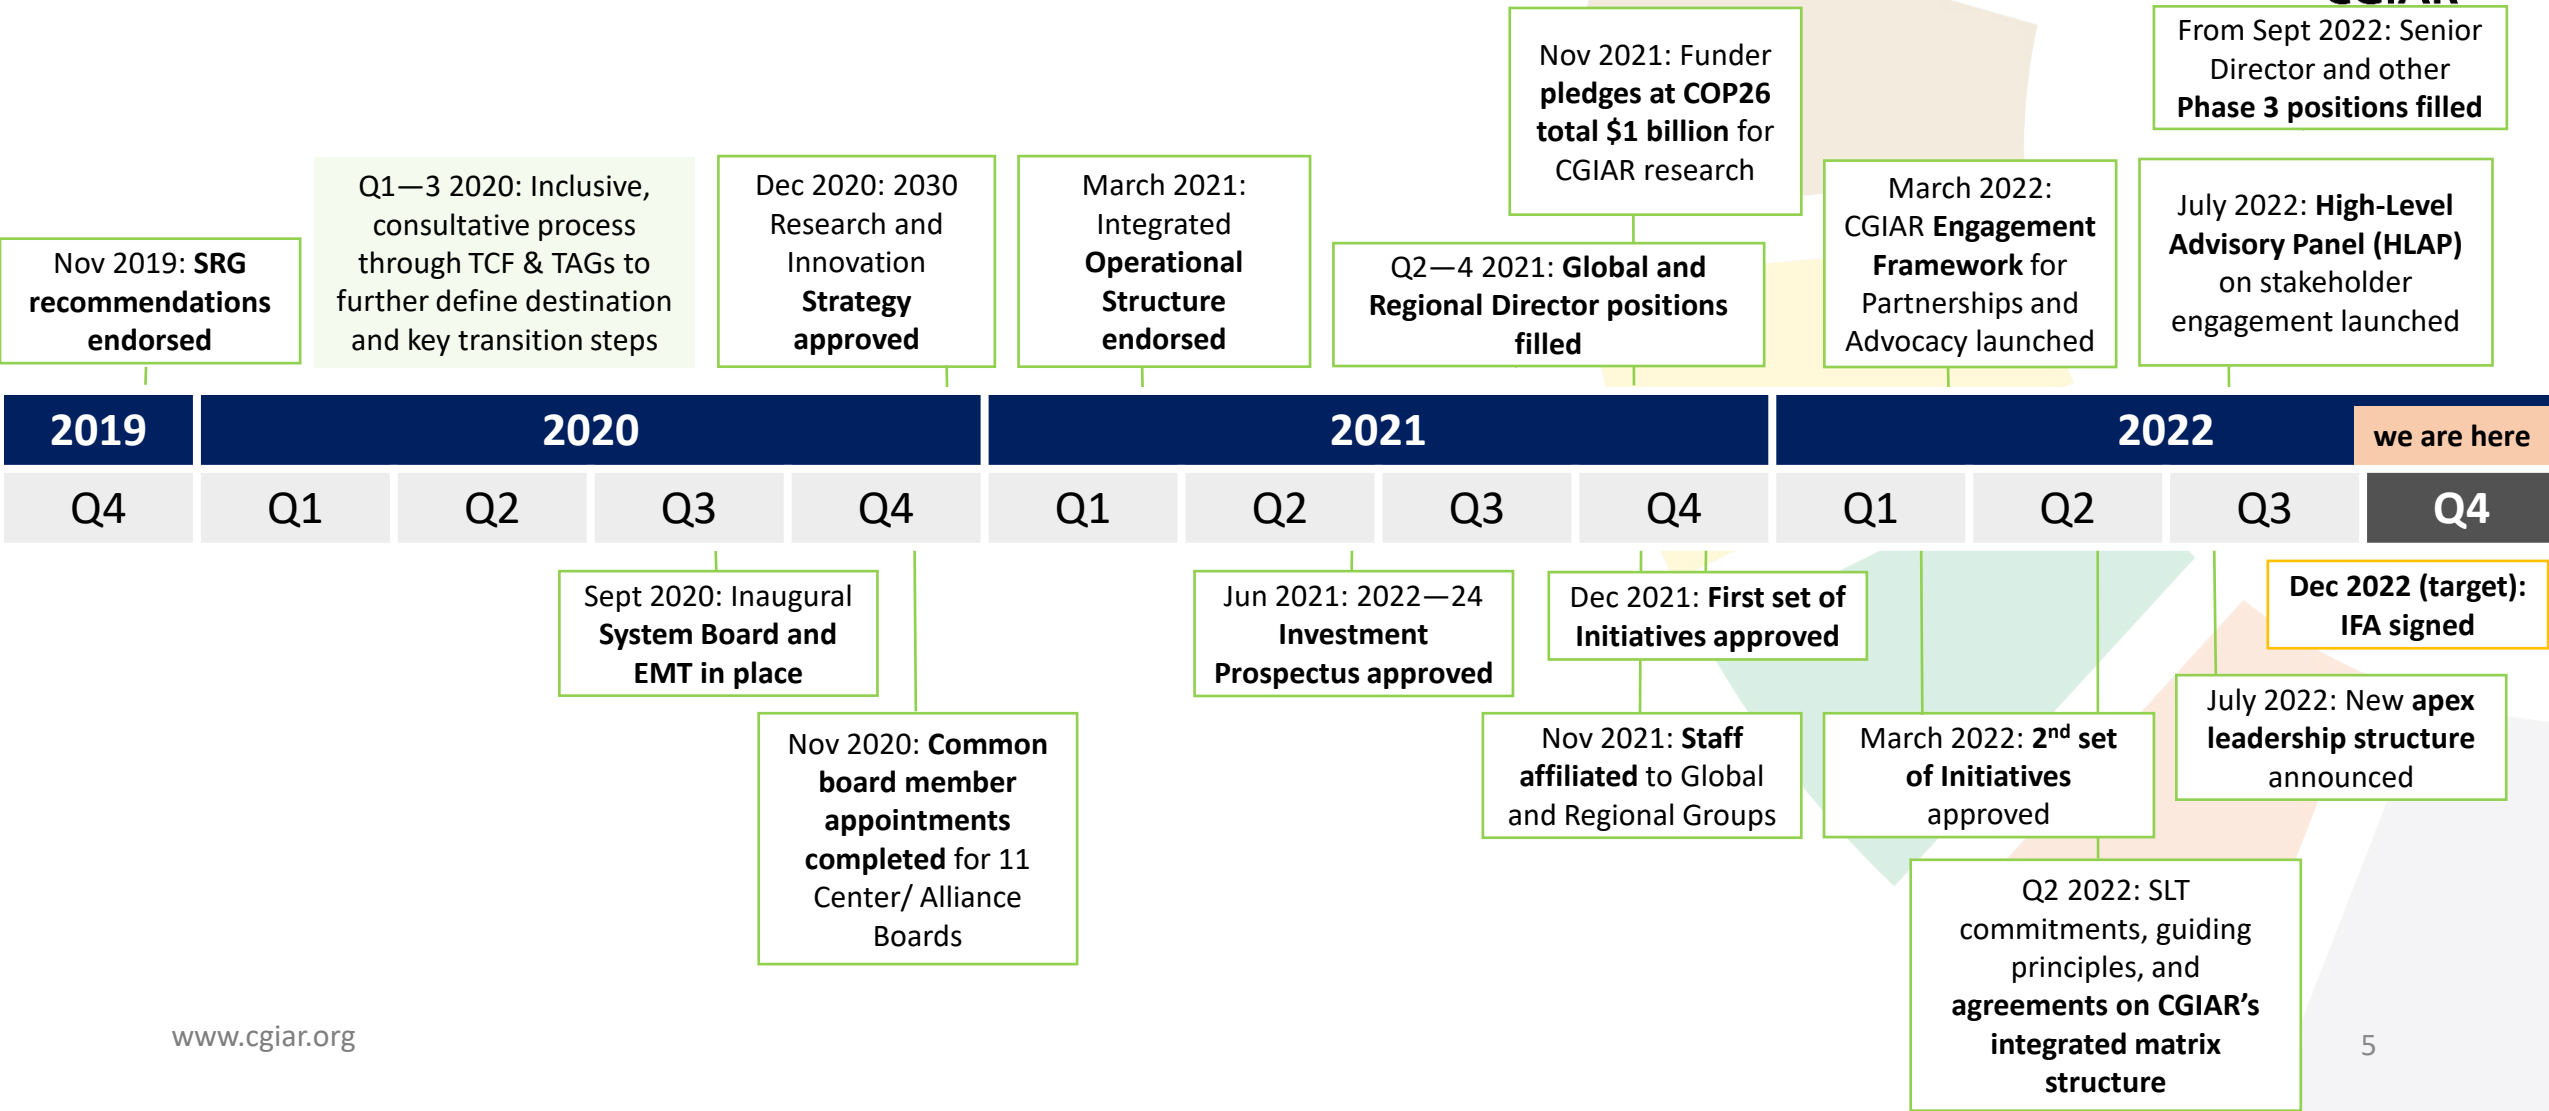 CGIAR
From Sept 2022: Senior
Director and other
Phase 3 positions filled
Nov 2021: Funder
pledges at COP26
total $1 billion for
CGIAR research
Nov 2019: SRG
recommendations
endorsed
Q1—3 2020: Inclusive,
consultative process
through TCF & TAGs to
further define destination
and key transition steps
Dec 2020: 2030
Research and
Innovation
Strategy
approved
March 2021:
Integrated
Operational
Structure
endorsed
Q2—4 2021: Global and
Regional Director positions
filled
March 2022:
CGIAR Engagement
Framework for
Partnerships and
Advocacy launched
July 2022: High-Level
Advisory Panel (HLAP)
on stakeholder
engagement launched
2019 2020 2021 2022 we are here
Q4 Q1 Q2 Q3 Q4 Q1 Q2 Q3 Q4 Q1 Q2 Q3 Q4
Sept 2020: Inaugural
System Board and
EMT in place
Nov 2020: Common
board member
appointments
completed for 11
Center/ Alliance
Boards
Jun 2021: 2022—24
Investment
Prospectus approved
Dec 2021: First set of
Initiatives approved
Nov 2021: Staff
affiliated to Global
and Regional Groups
March 2022: 2nd set
of Initiatives
approved
Q2 2022: SLT
commitments, guiding
principles, and
agreements on CGIAR’s
integrated matrix
structure
Dec 2022 (target):
IFA signed
July 2022: New apex
leadership structure
announced
www.cgiar.org
5